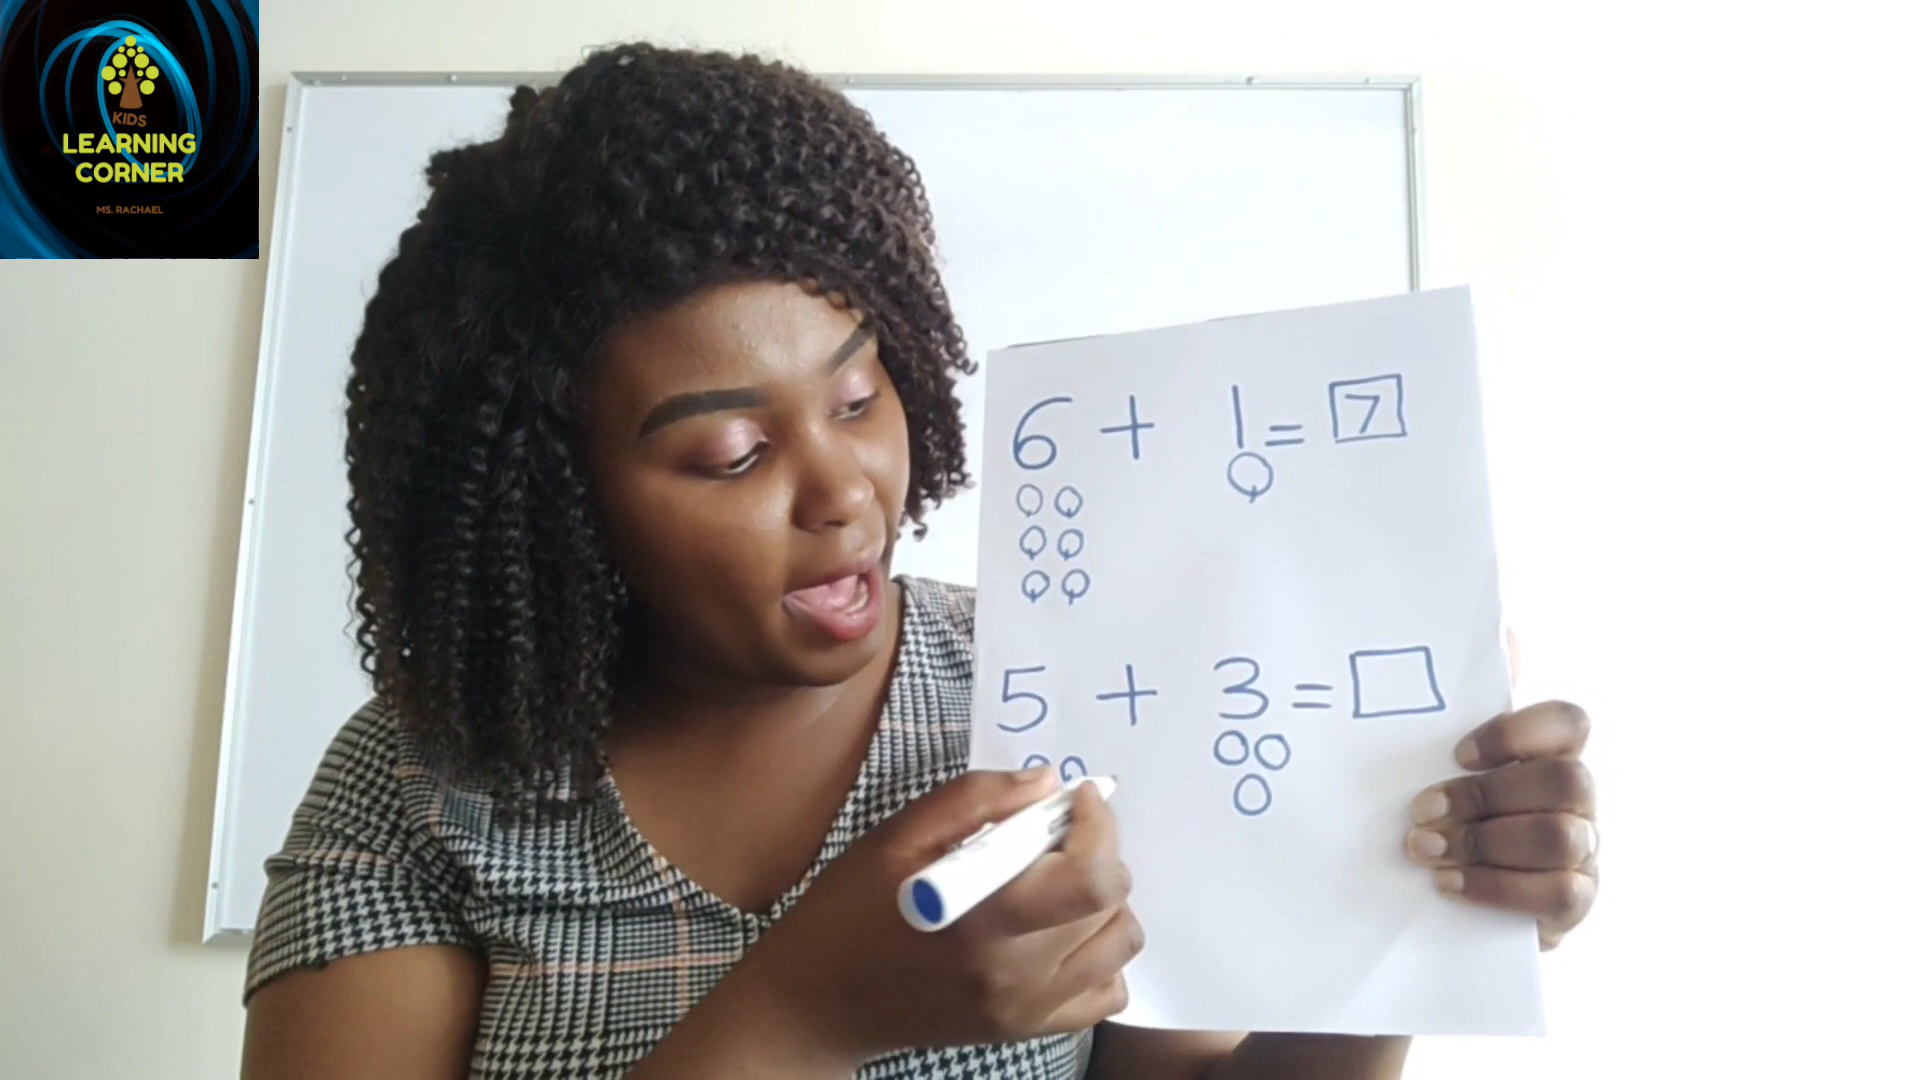 KIDS
LEARNING
CORNER
MS. RACHAEL
6 + 1 = 7
5 + 3 =